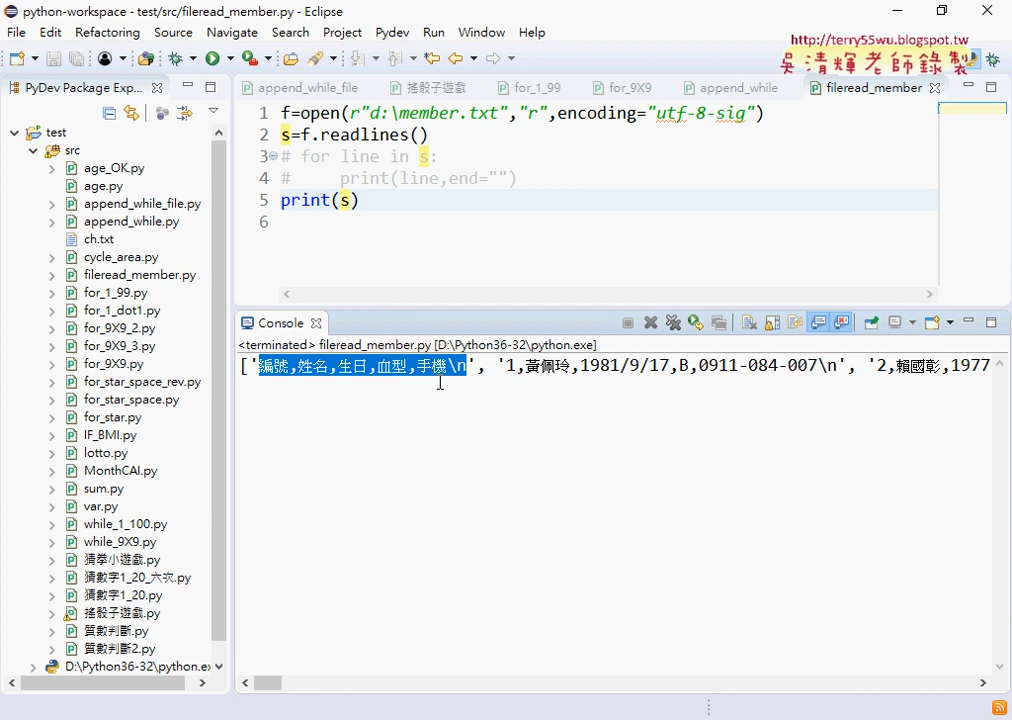 python-workspace - test/src/fileread_member.py - Eclipse
File Edit Refactoring Source Navigate Search Project Pydev Run Window Help
http://terry55wu.blogspot.tw
吳清輝老師錄製
PyDev Package Exp...
append_while_file
搖骰子遊戲
for_1_99
for_9X9
append_while
fileread_member
test
src
age_OK.py
age.py
append_while_file.py
append_while.py
ch.txt
cycle_area.py
fileread_member.py
for_1_99.py
for_1_dot1.py
for_9X9_2.py
for_9X9_3.py
for_9X9.py
for_star_space_rev.py
for_star_space.py
for_star.py
IF_BMI.py
lotto.py
MonthCAl.py
sum.py
var.py
while_1_100.py
while_9X9.py
猜拳小遊戲.py
猜數字1_20_六次.py
猜數字1_20.py
搖骰子遊戲.py
質數判斷.py
質數判斷2.py
D:\Python36-32\python.ex
1 f=open(r"d:\member.txt","r",encoding="utf-8-sig")
2 s=f.readlines()
3 # for line in s:
4 #     print(line,end="")
5 print(s)
6
Console
<terminated> fileread_member.py [D:\Python36-32\python.exe]
['編號,姓名,生日,血型,手機\n', '1,黃佩玲,1981/9/17,B,0911-084-007\n', '2,賴國彰,1977